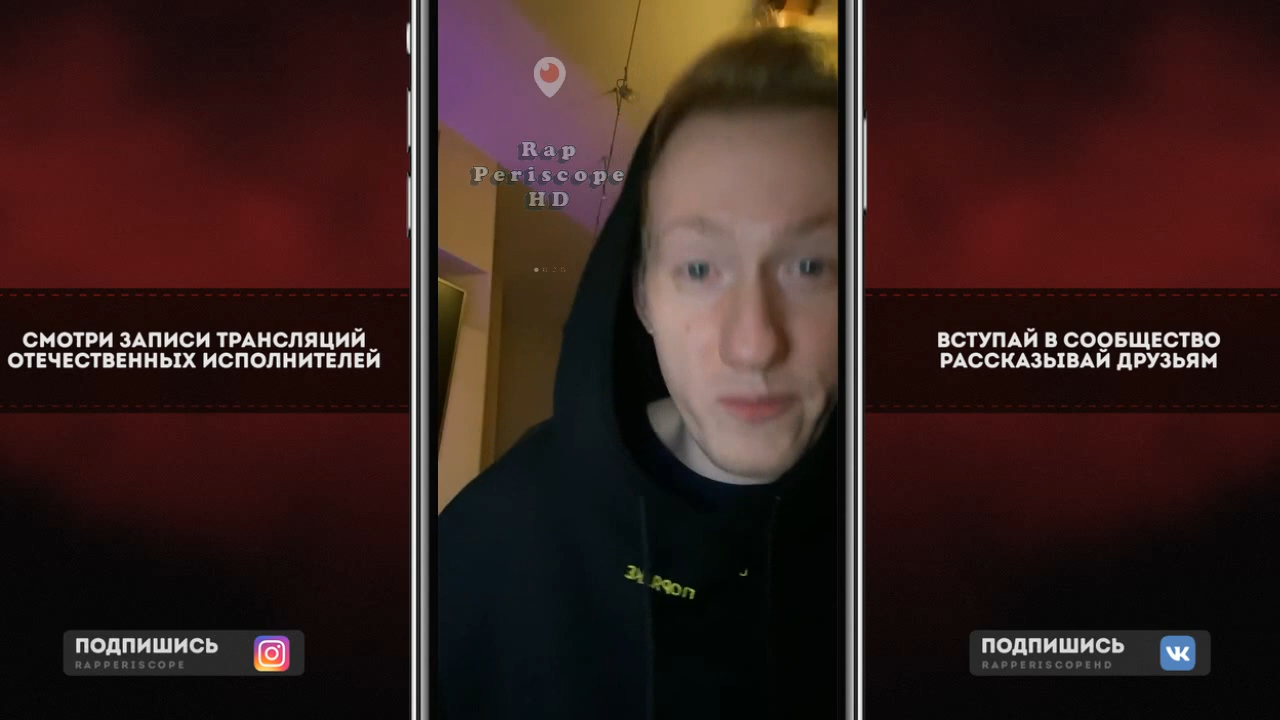 Rap
Periscope
HD
СМОТРИ ЗАПИСИ ТРАНСЛЯЦИЙ
ОТЕЧЕСТВЕННЫХ ИСПОЛНИТЕЛЕЙ
ВСТУПАЙ В СООБЩЕСТВО
РАССКАЗЫВАЙ ДРУЗЬЯМ
ПОДПИШИСЬ
RAPPERISCOPE
ПОДПИШИСЬ
RAPPERISCOPEHD